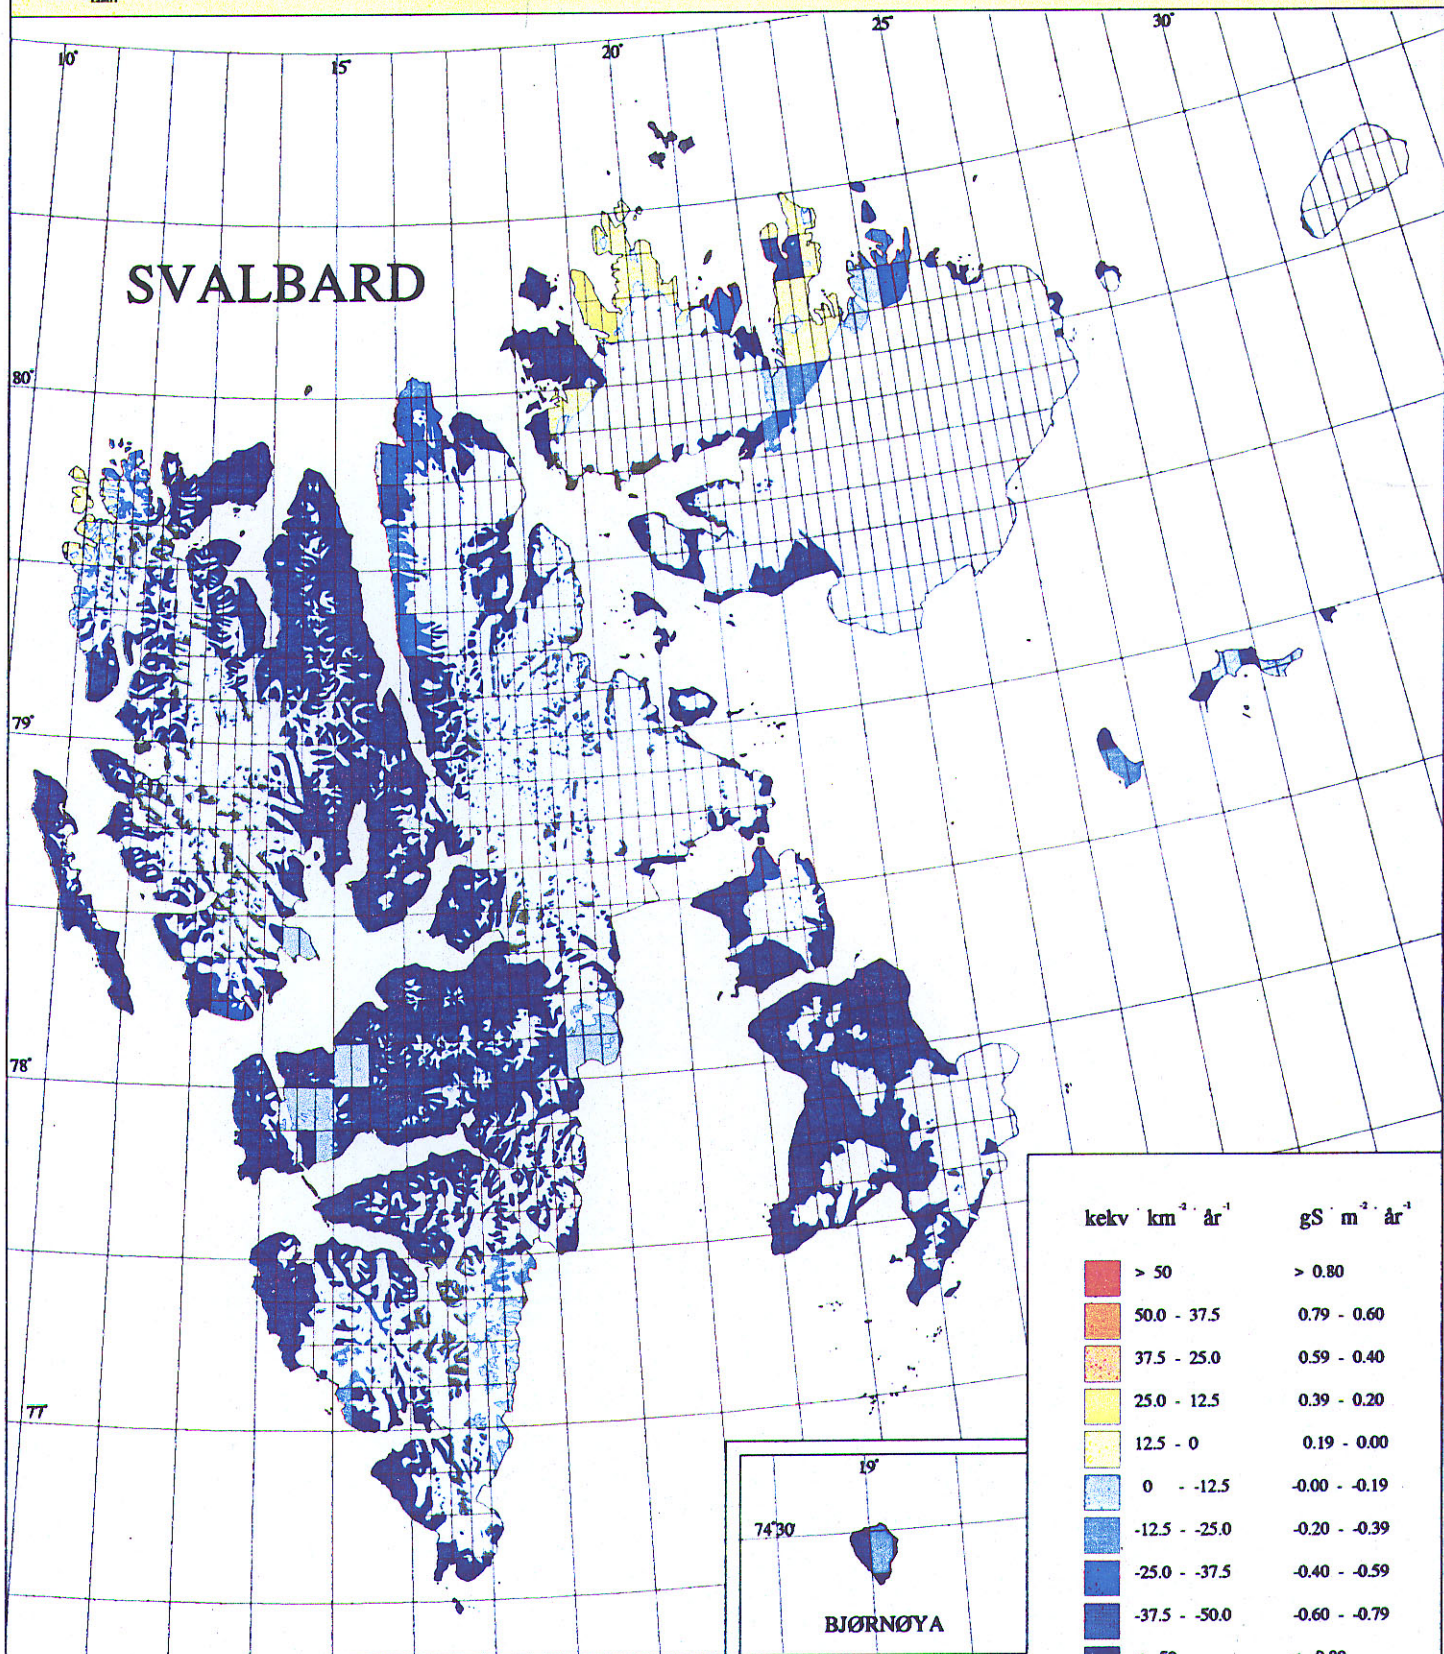 10° 15° 20° 25° 30°
SVALBARD
80°
79°
78°
77°
kekv · km⁻² · år⁻¹ gS · m⁻² · år⁻¹
> 50 > 0.80
50.0 - 37.5 0.79 - 0.60
37.5 - 25.0 0.59 - 0.40
25.0 - 12.5 0.39 - 0.20
12.5 - 0 0.19 - 0.00
0 - -12.5 -0.00 - -0.19
-12.5 - -25.0 -0.20 - -0.39
-25.0 - -37.5 -0.40 - -0.59
-37.5 - -50.0 -0.60 - -0.79
19°
74°30'
BJØRNØYA